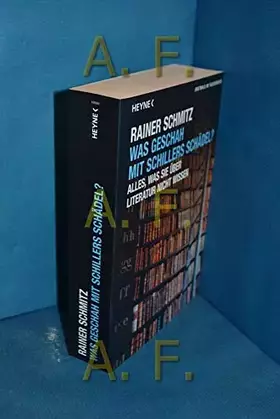 A. F.
HEYNE<
RAINER SCHMITZ
WAS GESCHAH
MIT SCHILLERS SCHÄDEL?
ALLES, WAS SIE ÜBER
LITERATUR NICHT WISSEN
HEYNE<
RAINER SCHMITZ
WAS GESCHAH MIT SCHILLERS SCHÄDEL?
A. F.
A. F.
A. F.